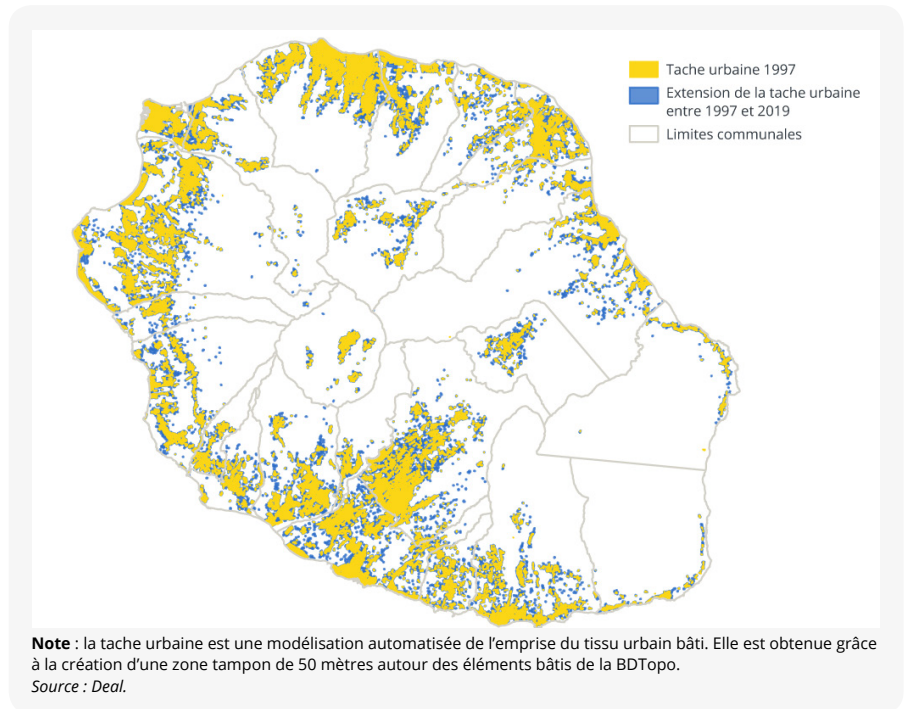 Tache urbaine 1997
Extension de la tache urbaine
entre 1997 et 2019
Limites communales
Note : la tache urbaine est une modélisation automatisée de l’emprise du tissu urbain bâti. Elle est obtenue grâce
à la création d’une zone tampon de 50 mètres autour des éléments bâtis de la BDTopo.
Source : Deal.